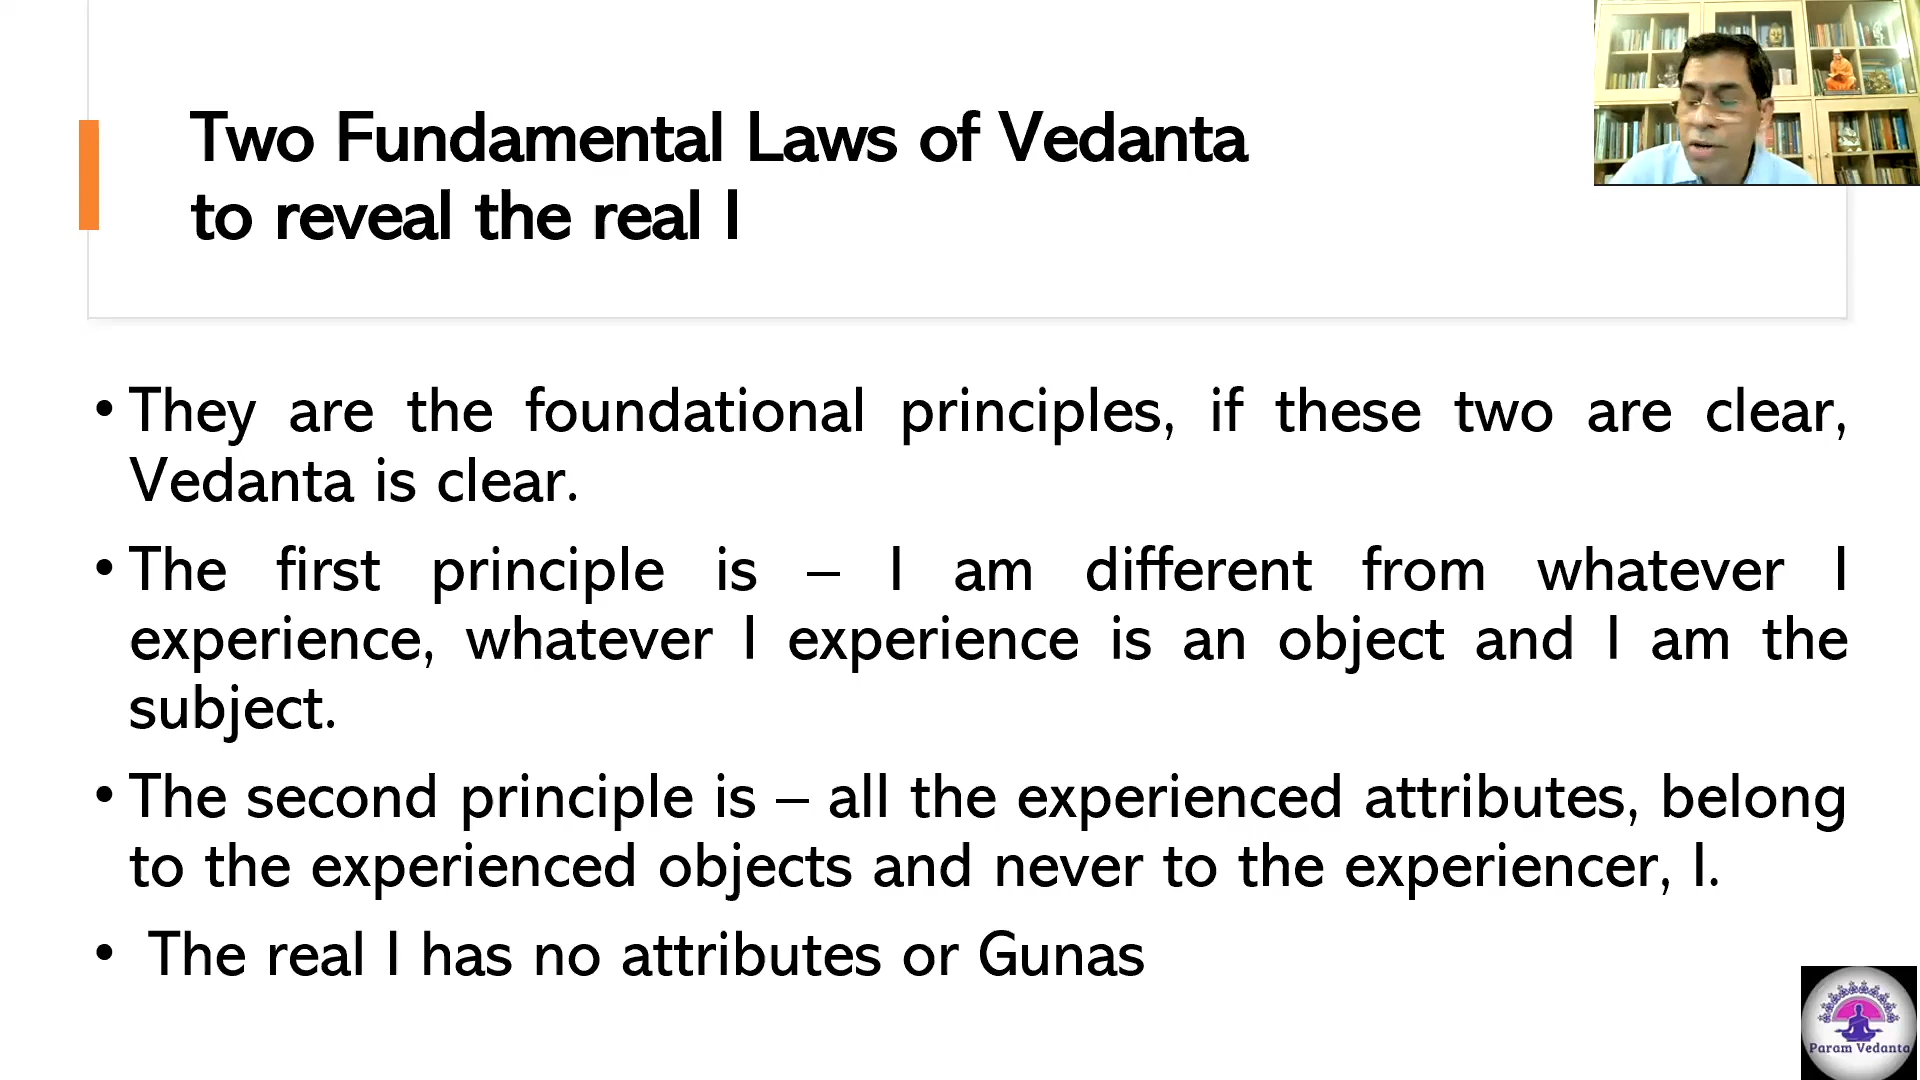 Two Fundamental Laws of Vedanta
to reveal the real I
• They are the foundational principles, if these two are clear,
Vedanta is clear.
• The first principle is – I am different from whatever I
experience, whatever I experience is an object and I am the
subject.
• The second principle is – all the experienced attributes, belong
to the experienced objects and never to the experiencer, I.
• The real I has no attributes or Gunas
Param Vedanta